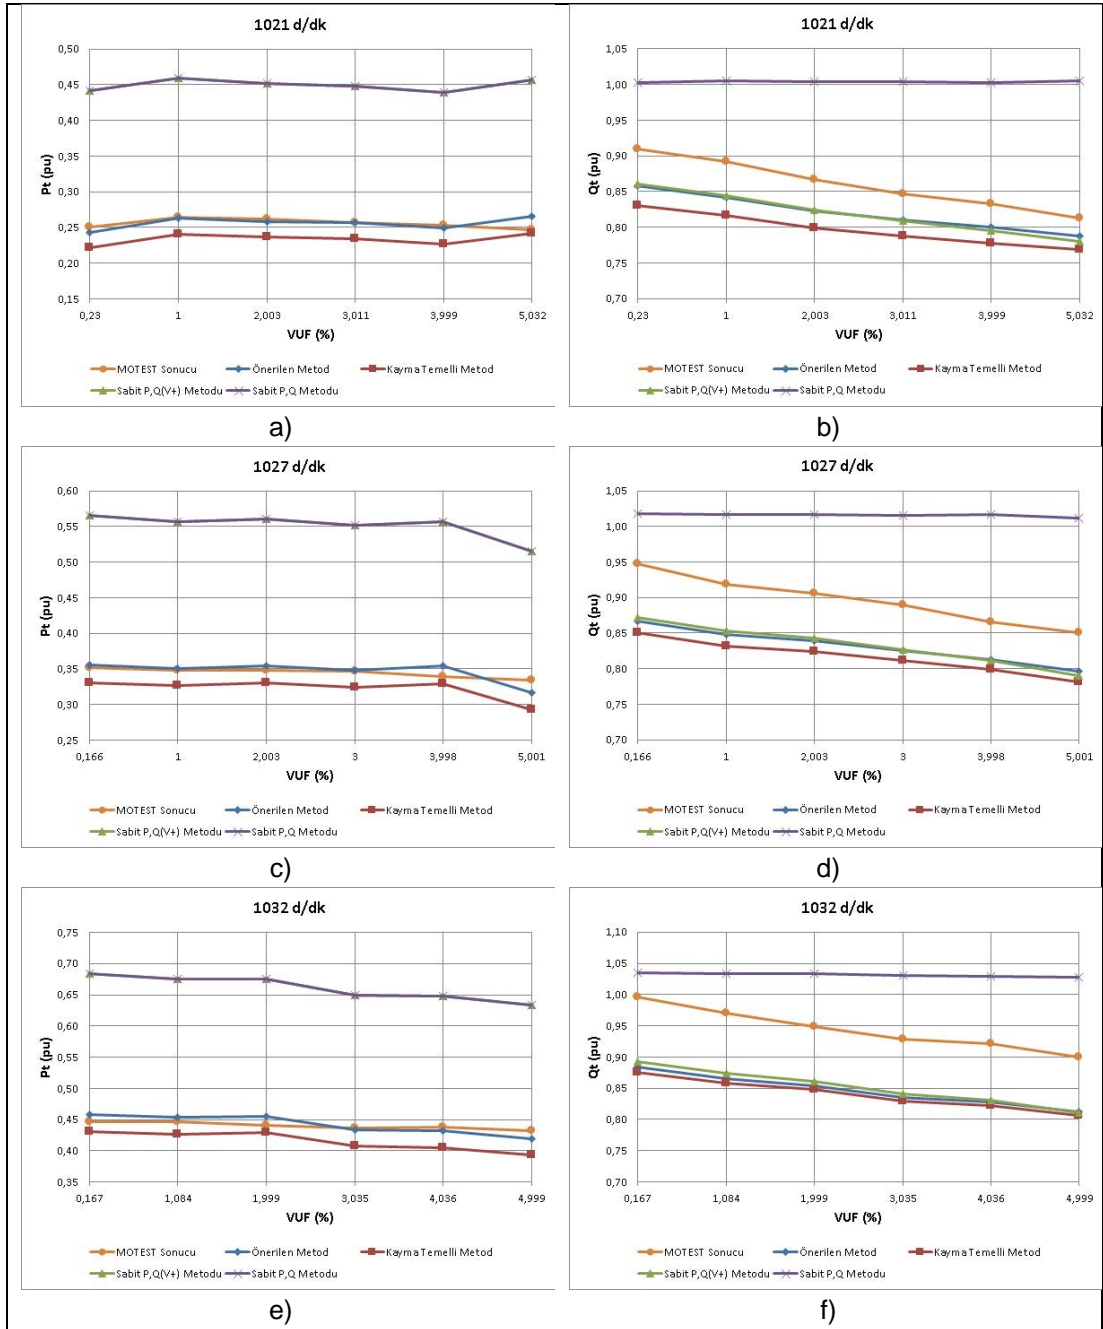 1021 d/dk
Pt (pu)
0,50
0,45
0,40
0,35
0,30
0,25
0,20
0,15
0,23 1 2,003 3,011 3,999 5,032
VUF (%)
MOTEST Sonucu Önerilen Metod Kayma Temelli Metod
Sabit P,Q(V+) Metodu Sabit P,Q Metodu
a)
1021 d/dk
Qt (pu)
1,05
1,00
0,95
0,90
0,85
0,80
0,75
0,70
0,23 1 2,003 3,011 3,999 5,032
VUF (%)
MOTEST Sonucu Önerilen Metod Kayma Temelli Metod
Sabit P,Q(V+) Metodu Sabit P,Q Metodu
b)
1027 d/dk
Pt (pu)
0,60
0,55
0,50
0,45
0,40
0,35
0,30
0,25
0,166 1 2,003 3 3,998 5,001
VUF (%)
MOTEST Sonucu Önerilen Metod Kayma Temelli Metod
Sabit P,Q(V+) Metodu Sabit P,Q Metodu
c)
1027 d/dk
Qt (pu)
1,05
1,00
0,95
0,90
0,85
0,80
0,75
0,70
0,166 1 2,003 3 3,998 5,001
VUF (%)
MOTEST Sonucu Önerilen Metod Kayma Temelli Metod
Sabit P,Q(V+) Metodu Sabit P,Q Metodu
d)
1032 d/dk
Pt (pu)
0,75
0,70
0,65
0,60
0,55
0,50
0,45
0,40
0,35
0,167 1,084 1,999 3,035 4,036 4,999
VUF (%)
MOTEST Sonucu Önerilen Metod Kayma Temelli Metod
Sabit P,Q(V+) Metodu Sabit P,Q Metodu
e)
1032 d/dk
Qt (pu)
1,10
1,05
1,00
0,95
0,90
0,85
0,80
0,75
0,70
0,167 1,084 1,999 3,035 4,036 4,999
VUF (%)
MOTEST Sonucu Önerilen Metod Kayma Temelli Metod
Sabit P,Q(V+) Metodu Sabit P,Q Metodu
f)